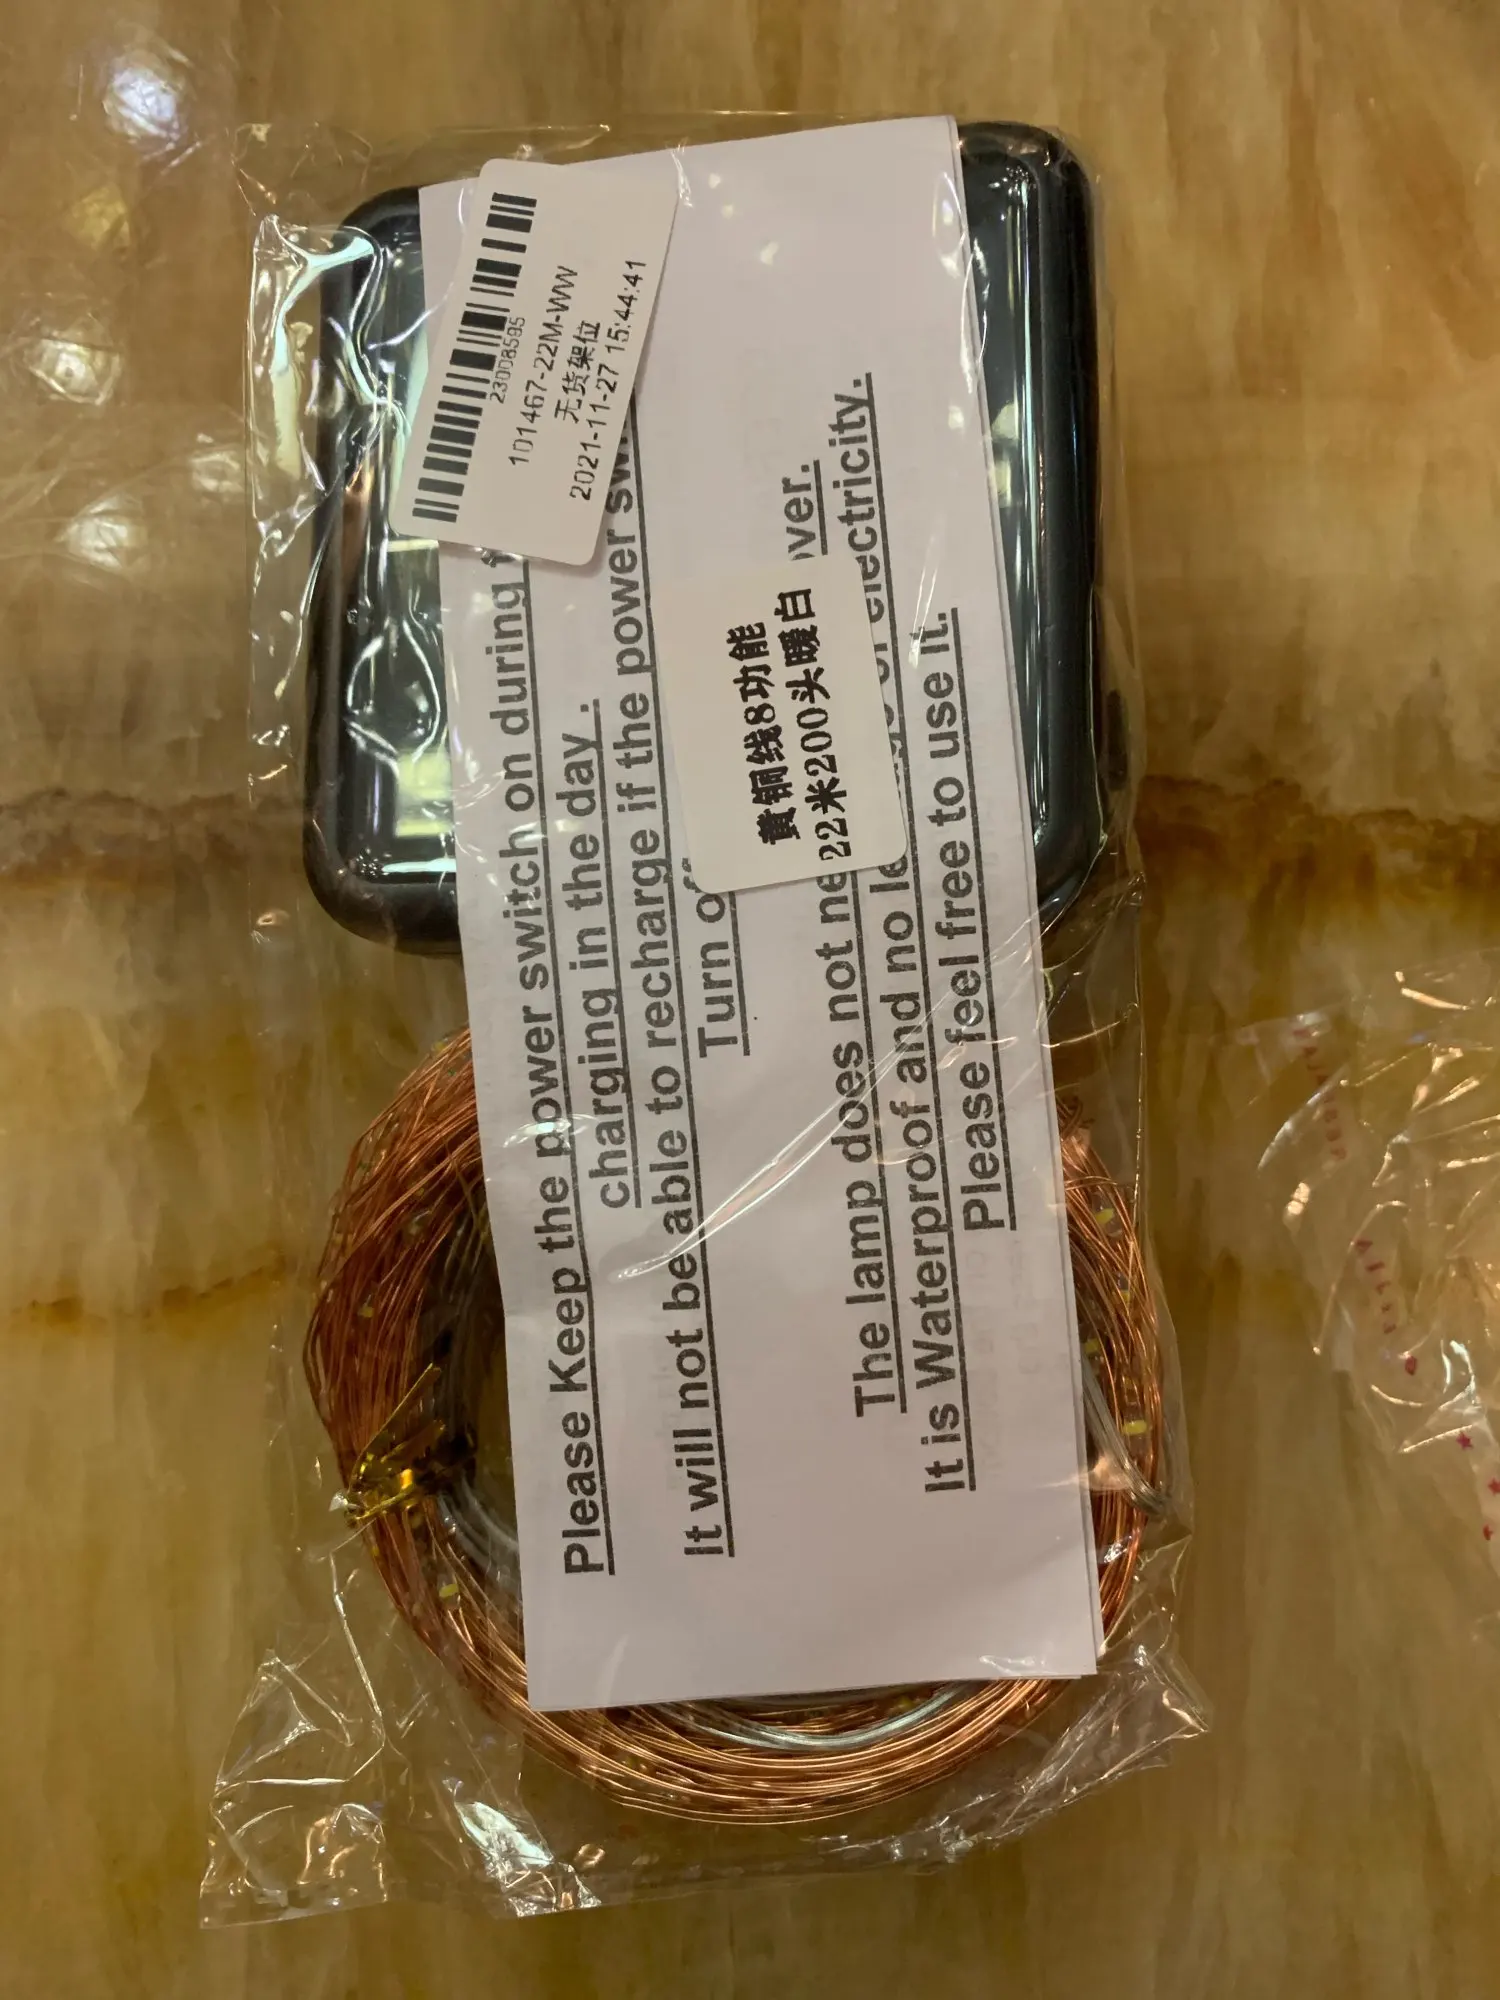 23008595
101467-22M-WW
无货架位
2021-11-27 15:44:41
Please Keep the power switch on during
charging in the day .
It will not be able to recharge if the power
Turn
黄铜线8功能
22米200头暖白
The lamp does not
It is Waterproof and no electricity.
Please feel free to use it.